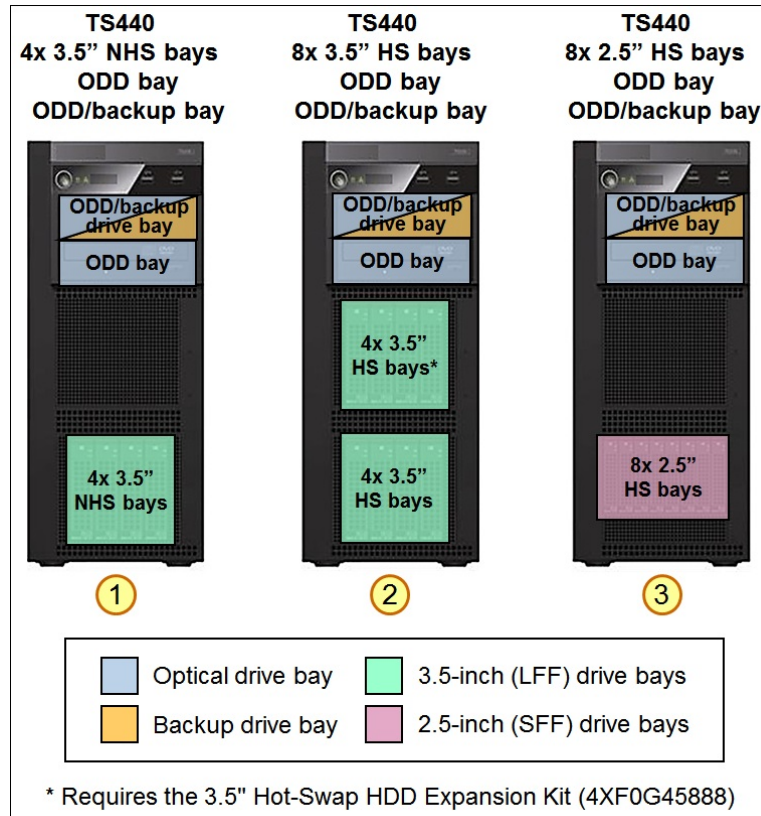 TS440
4x 3.5” NHS bays
ODD bay
ODD/backup bay
TS440
8x 3.5” HS bays
ODD bay
ODD/backup bay
TS440
8x 2.5” HS bays
ODD bay
ODD/backup bay
ODD/backup
drive bay
ODD bay
4x 3.5”
NHS bays
1
ODD/backup
drive bay
ODD bay
4x 3.5”
HS bays*
4x 3.5”
HS bays
2
ODD/backup
drive bay
ODD bay
8x 2.5”
HS bays
3
Optical drive bay
3.5-inch (LFF) drive bays
Backup drive bay
2.5-inch (SFF) drive bays
* Requires the 3.5" Hot-Swap HDD Expansion Kit (4XF0G45888)